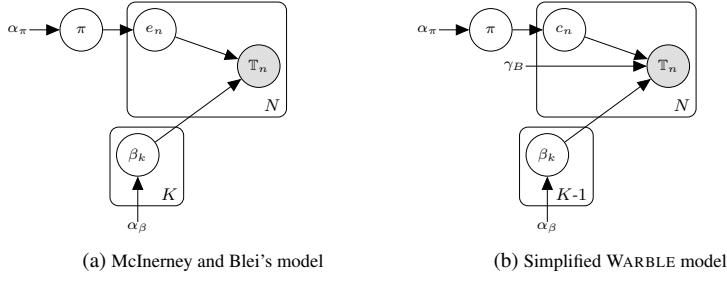 α_π π e_n
𝕋_n
N
β_k
K
α_β
(a) McInerney and Blei's model
α_π π c_n
γ_B 𝕋_n
N
β_k
K-1
α_β
(b) Simplified WARBLE model